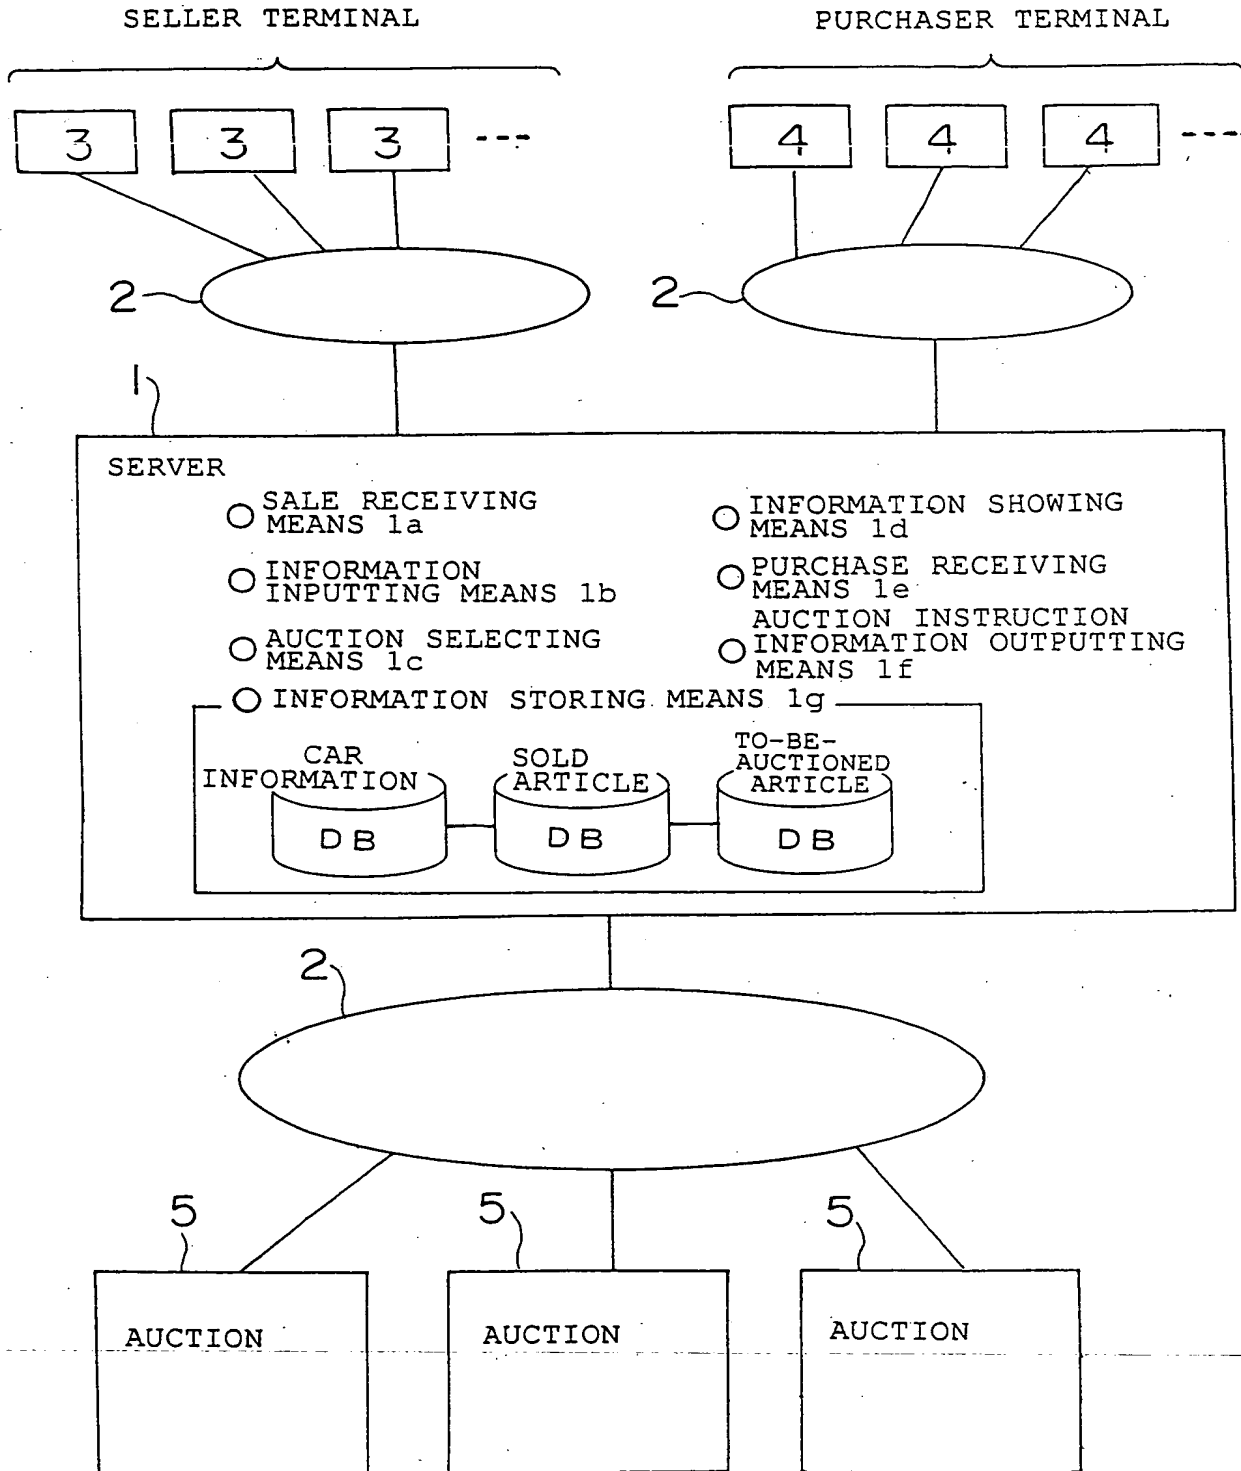 SELLER TERMINAL
PURCHASER TERMINAL
3 3 3 ---
4 4 4 ----
2
2
1
SERVER
SALE RECEIVING
MEANS 1a
INFORMATION
INPUTTING MEANS 1b
AUCTION SELECTING
MEANS 1c
INFORMATION SHOWING
MEANS 1d
PURCHASE RECEIVING
MEANS 1e
AUCTION INSTRUCTION
INFORMATION OUTPUTTING
MEANS 1f
INFORMATION STORING MEANS 1g
CAR
INFORMATION
DB
SOLD
ARTICLE
DB
TO-BE-
AUCTIONED
ARTICLE
DB
2
5
AUCTION
5
AUCTION
5
AUCTION